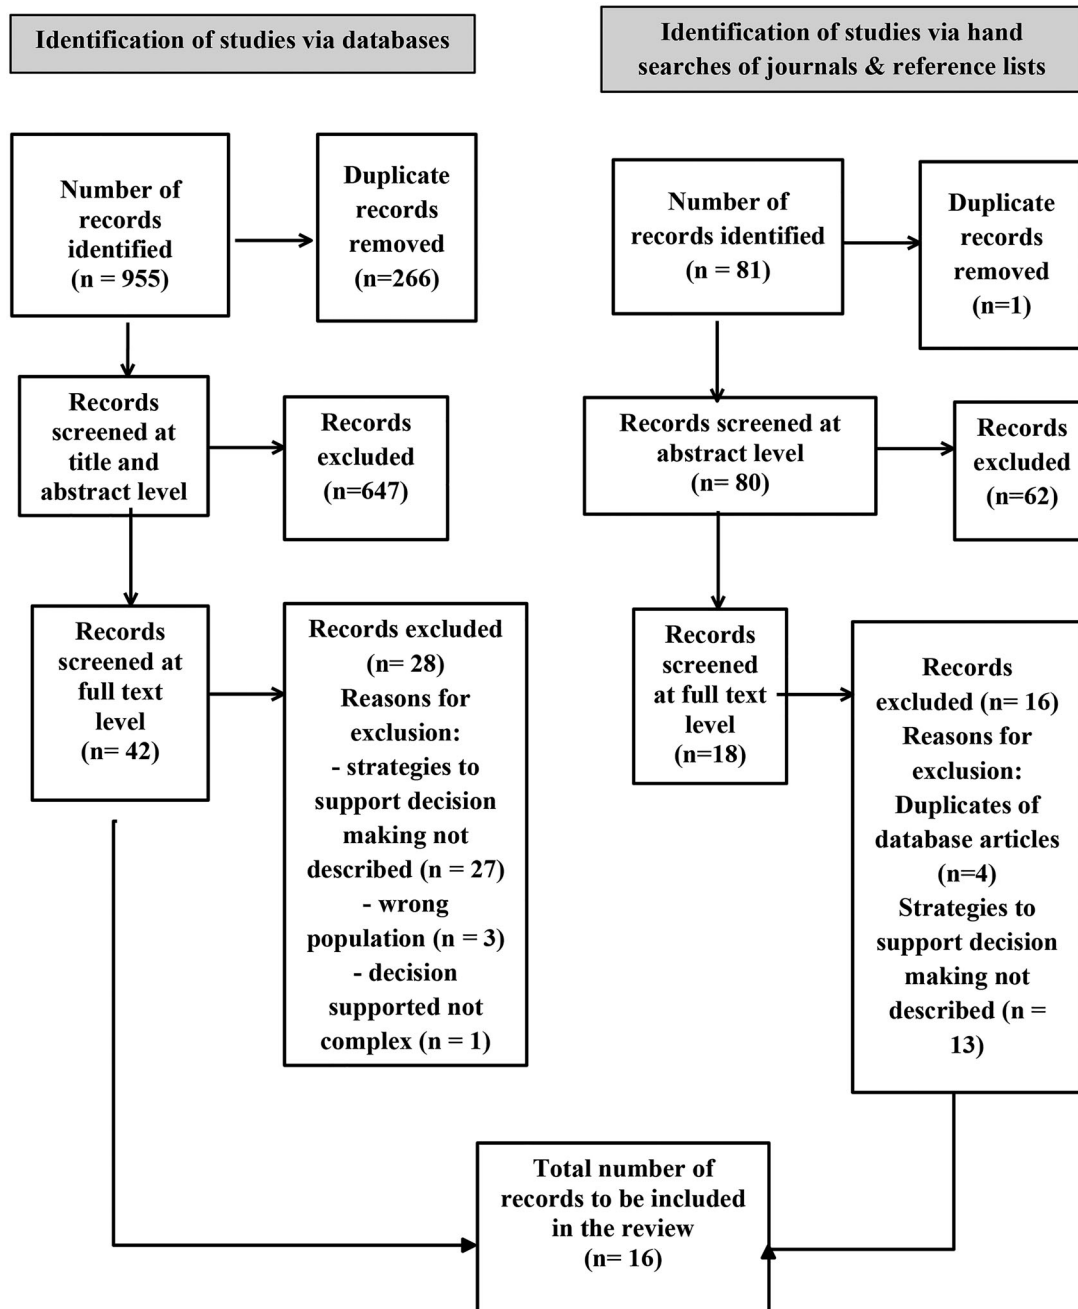 Identification of studies via databases
Number of
records
identified
(n = 955)
Duplicate
records
removed
(n=266)
Records
screened at
title and
abstract level
Records
excluded
(n=647)
Records
screened at
full text
level
(n= 42)
Records excluded
(n= 28)
Reasons for
exclusion:
- strategies to
support decision
making not
described (n = 27)
- wrong
population (n = 3)
- decision
supported not
complex (n = 1)
Identification of studies via hand
searches of journals & reference lists
Number of
records identified
(n = 81)
Duplicate
records
removed
(n=1)
Records screened at
abstract level
(n= 80)
Records
excluded
(n=62)
Records
screened
at full text
level
(n=18)
Records
excluded (n= 16)
Reasons for
exclusion:
Duplicates of
database articles
(n=4)
Strategies to
support decision
making not
described (n =
13)
Total number of
records to be included
in the review
(n= 16)